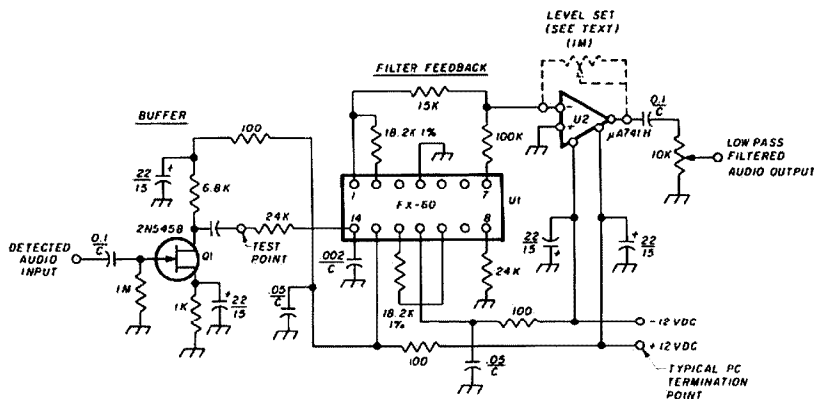 LEVEL SET
(SEE TEXT)
(1M)
FILTER FEEDBACK
15K
BUFFER
100
18.2K 1%
100K
- U2
+
μA741H
0.1/C
10K
LOW PASS
FILTERED
AUDIO OUTPUT
22/15 +
6.8K
1 7
FX-60 U1
14 8
2N5458
24K
DETECTED
AUDIO
INPUT
0.1/C
Q1
TEST
POINT
.002/C
22/15 +
22/15 +
1M
1K
+ 22/15
.05/C
18.2K
1%
24K
100
-12 VDC
100
+12VDC
.05/C
TYPICAL PC
TERMINATION
POINT